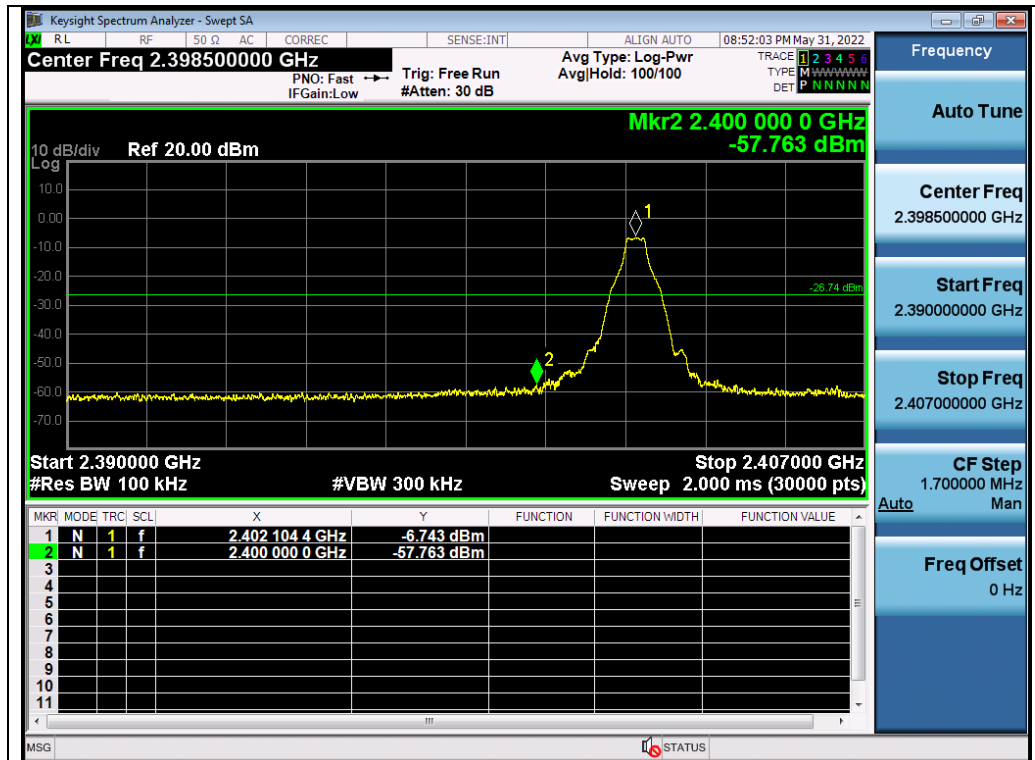 Keysight Spectrum Analyzer - Swept SA
LXI RL RF 50 Ω AC CORREC SENSE:INT ALIGN AUTO 08:52:03 PM May 31, 2022
Center Freq 2.398500000 GHz
PNO: Fast
IFGain:Low
Trig: Free Run
#Atten: 30 dB
Avg Type: Log-Pwr
Avg|Hold: 100/100
TRACE 1 2 3 4 5 6
TYPE M WWWWW
DET P N N N N N
Mkr2 2.400 000 0 GHz
-57.763 dBm
10 dB/div Ref 20.00 dBm
Log
10.0
0.00
-10.0
-20.0
-30.0
-40.0
-50.0
-60.0
-70.0
1
-26.74 dBm
2
Start 2.390000 GHz Stop 2.407000 GHz
#Res BW 100 kHz #VBW 300 kHz Sweep 2.000 ms (30000 pts)
MKR MODE TRC SCL X Y FUNCTION FUNCTION WIDTH FUNCTION VALUE
1 N 1 f 2.402 104 4 GHz -6.743 dBm
2 N 1 f 2.400 000 0 GHz -57.763 dBm
3
4
5
6
7
8
9
10
11
MSG STATUS
Frequency
Auto Tune
Center Freq
2.398500000 GHz
Start Freq
2.390000000 GHz
Stop Freq
2.407000000 GHz
CF Step
1.700000 MHz
Auto Man
Freq Offset
0 Hz